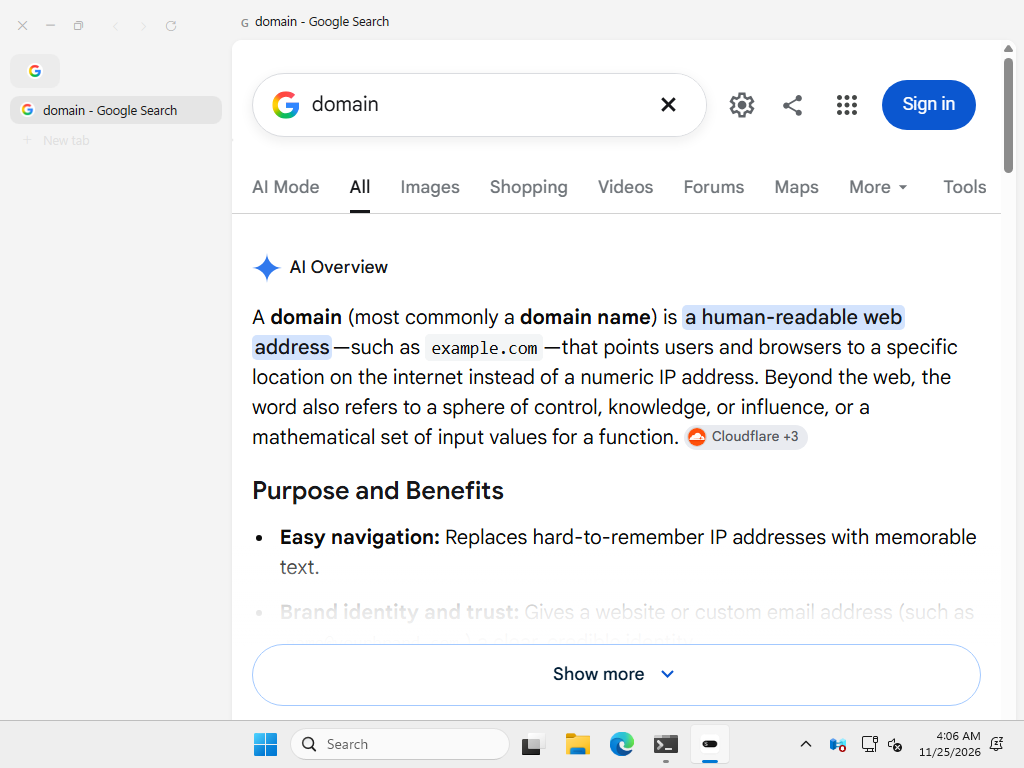 domain - Google Search
domain - Google Search
New tab
domain
Sign in
AI Mode
All
Images
Shopping
Videos
Forums
Maps
More
Tools
AI Overview
A domain (most commonly a domain name) is a human-readable web
address—such as example.com—that points users and browsers to a specific
location on the internet instead of a numeric IP address. Beyond the web, the
word also refers to a sphere of control, knowledge, or influence, or a
mathematical set of input values for a function. Cloudflare +3
Purpose and Benefits
• Easy navigation: Replaces hard-to-remember IP addresses with memorable
text.
• Brand identity and trust: Gives a website or custom email address (such as
Show more
Search
4:06 AM
11/25/2026